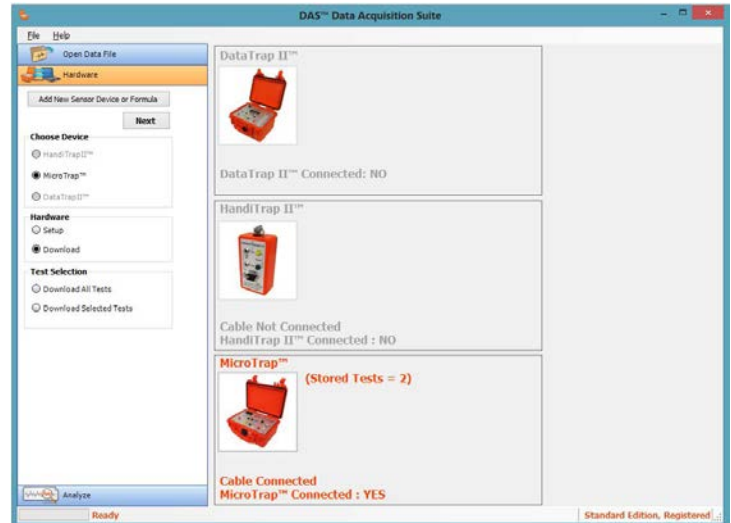 DAS™ Data Acquisition Suite
File Help
Open Data File
Hardware
Add New Sensor Device or Formula
Next
Choose Device
HandiTrapII™
MicroTrap™
DataTrapII™
Hardware
Setup
Download
Test Selection
Download All Tests
Download Selected Tests
Analyze
DataTrap II™
DataTrap II™ Connected: NO
HandiTrap II™
Cable Not Connected
HandiTrap II™ Connected : NO
MicroTrap™
(Stored Tests = 2)
Cable Connected
MicroTrap™ Connected : YES
Ready
Standard Edition, Registered